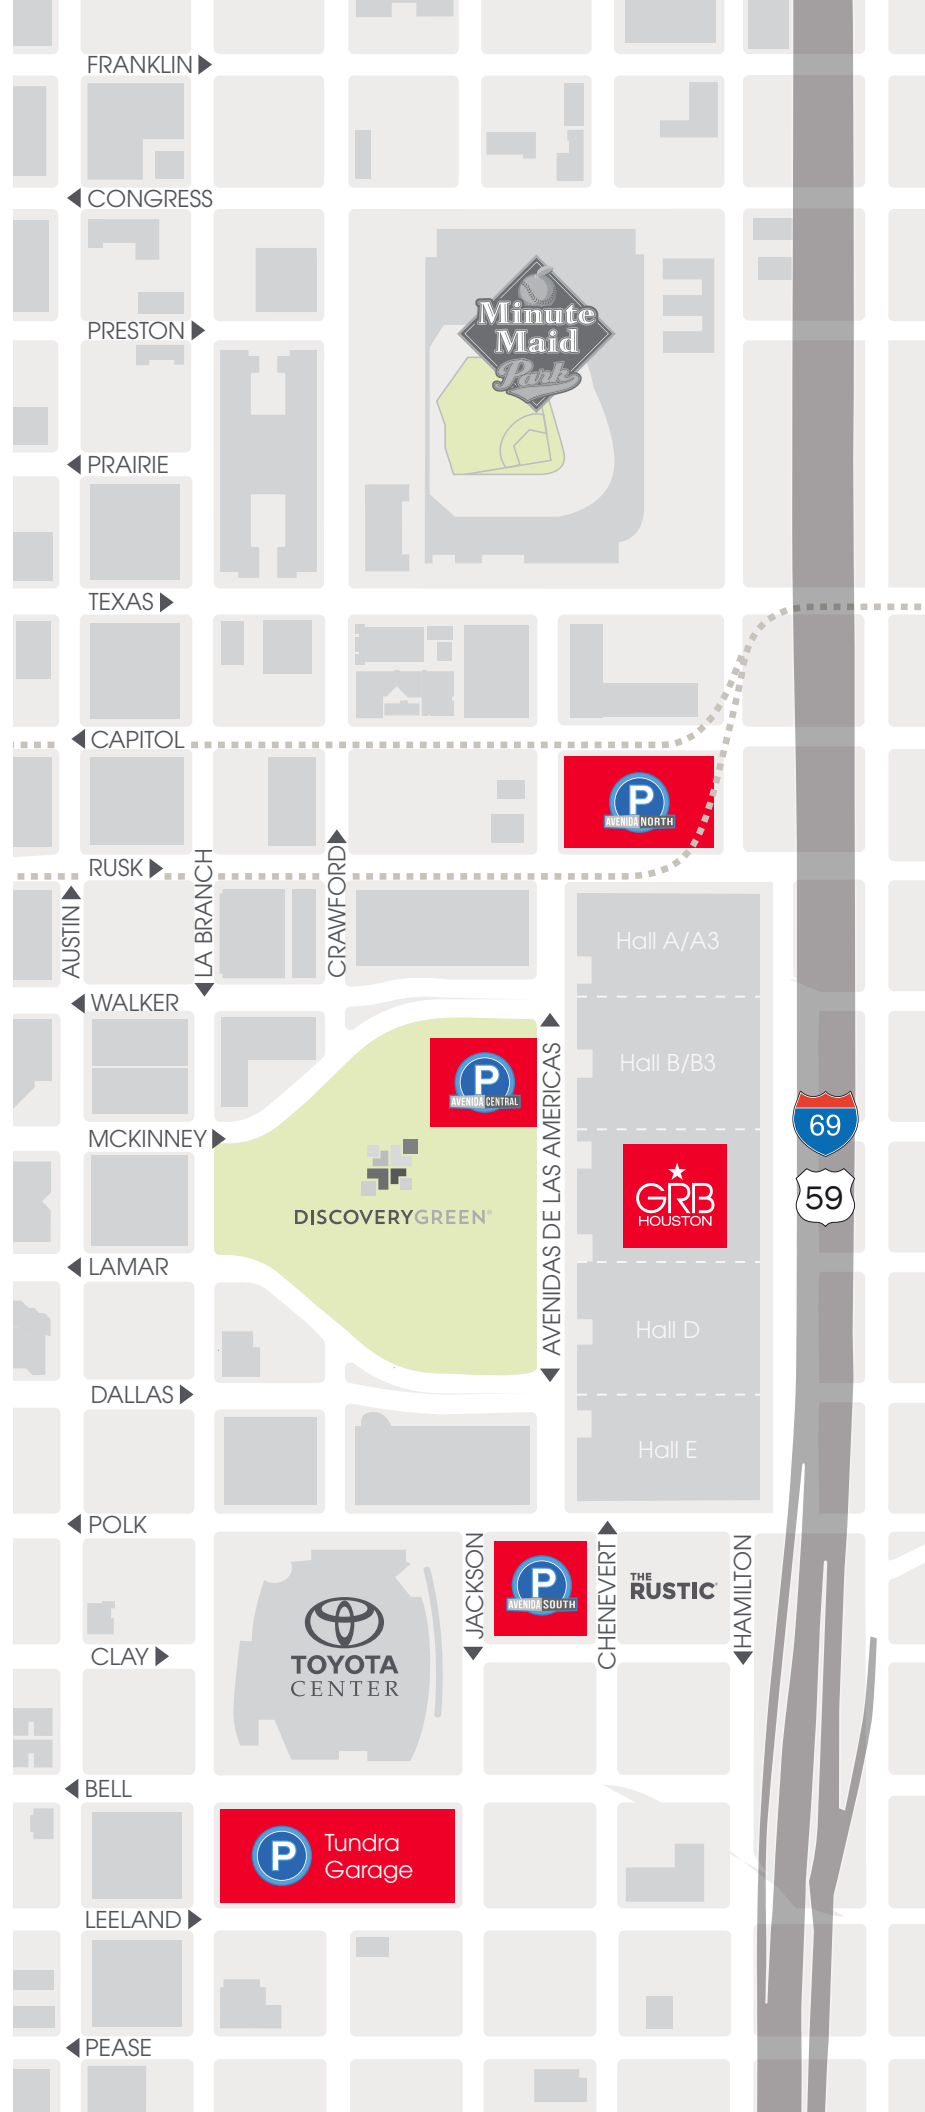 FRANKLIN
CONGRESS
Minute
Maid
Park
PRESTON
PRAIRIE
TEXAS
CAPITOL
P
AVENIDA NORTH
RUSK
AUSTIN
LA BRANCH
CRAWFORD
Hall A/A3
WALKER
AVENIDAS DE LAS AMERICAS
Hall B/B3
P
AVENIDA CENTRAL
69
MCKINNEY
GRB
HOUSTON
59
DISCOVERYGREEN®
LAMAR
Hall D
DALLAS
Hall E
POLK
JACKSON
P
AVENIDA SOUTH
CHENEVERT
THE
RUSTIC
HAMILTON
TOYOTA
CENTER
CLAY
BELL
P
Tundra
Garage
LEELAND
PEASE